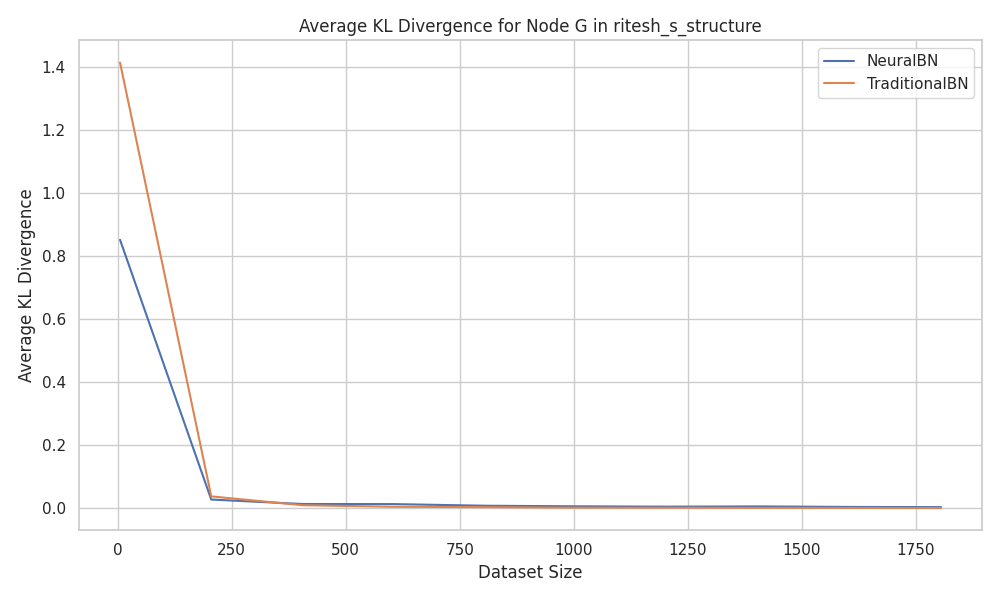 Average KL Divergence for Node G in ritesh_s_structure
NeuralBN
TraditionalBN
Average KL Divergence
1.4
1.2
1.0
0.8
0.6
0.4
0.2
0.0
0 250 500 750 1000 1250 1500 1750
Dataset Size